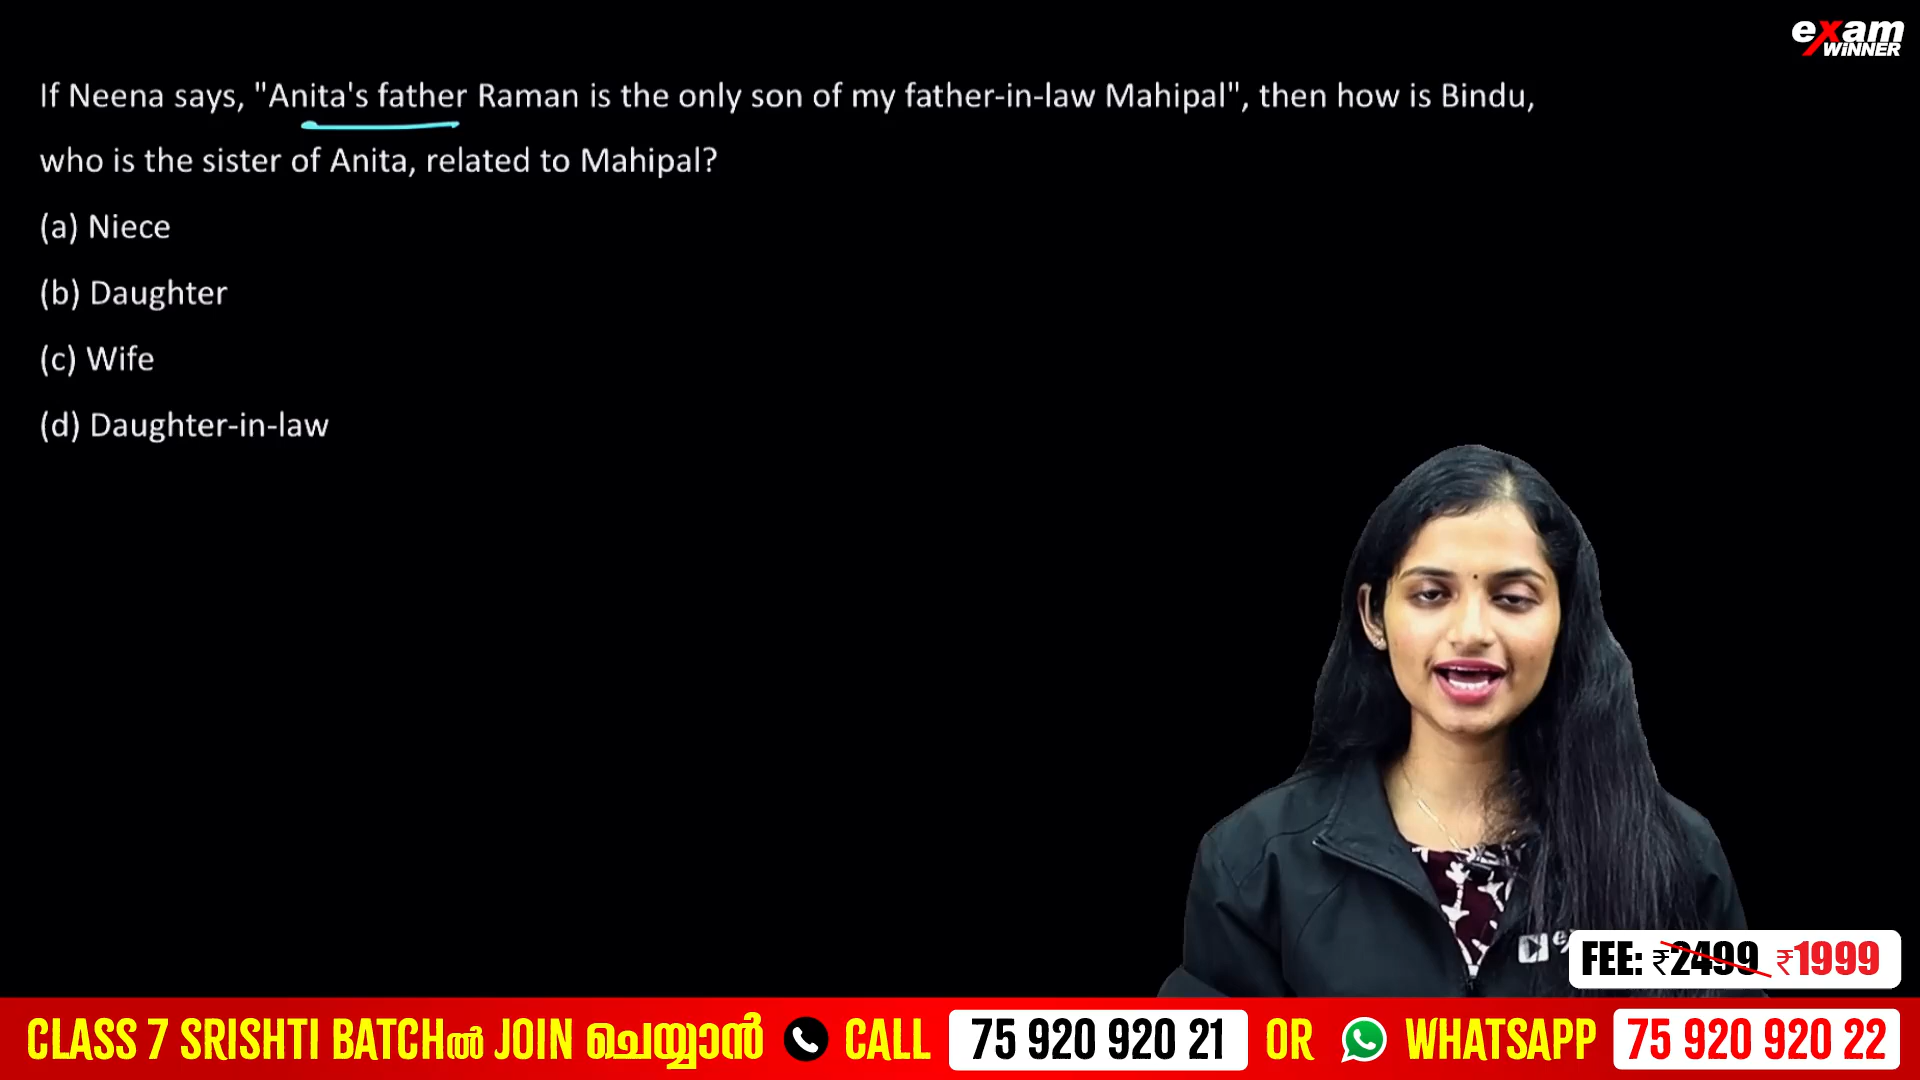 exam
WINNER
If Neena says, "Anita's father Raman is the only son of my father-in-law Mahipal", then how is Bindu,
who is the sister of Anita, related to Mahipal?
(a) Niece
(b) Daughter
(c) Wife
(d) Daughter-in-law
FEE: ₹2499 ₹1999
CLASS 7 SRISHTI BATCHൽ JOIN ചെയ്യാൻ CALL 75 920 920 21 OR WHATSAPP 75 920 920 22